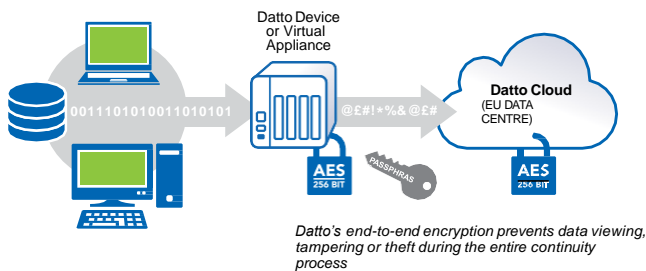 Datto Device
or Virtual
Appliance
0011101010011010101
@£#!*%&@£#
Datto Cloud
(EU DATA
CENTRE)
AES
256 BIT
PASSPHRAS
AES
256 BIT
Datto's end-to-end encryption prevents data viewing,
tampering or theft during the entire continuity
process